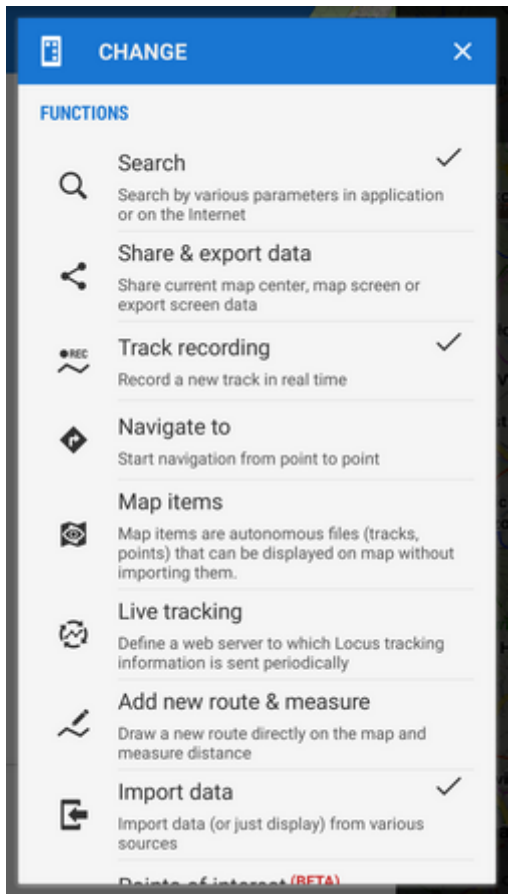 CHANGE
FUNCTIONS
Search
Search by various parameters in application
or on the Internet
Share & export data
Share current map center, map screen or
export screen data
REC
Track recording
Record a new track in real time
Navigate to
Start navigation from point to point
Map items
Map items are autonomous files (tracks,
points) that can be displayed on map without
importing them.
Live tracking
Define a web server to which Locus tracking
information is sent periodically
Add new route & measure
Draw a new route directly on the map and
measure distance
Import data
Import data (or just display) from various
sources
Points of interest (BETA)